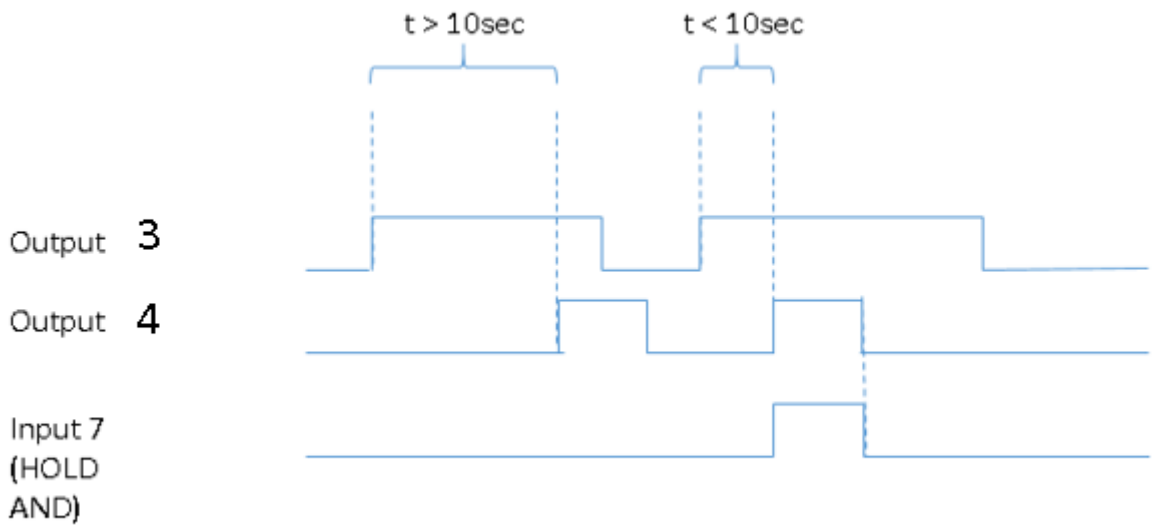 t > 10sec
t < 10sec
Output 3
Output 4
Input 7
(HOLD
AND)